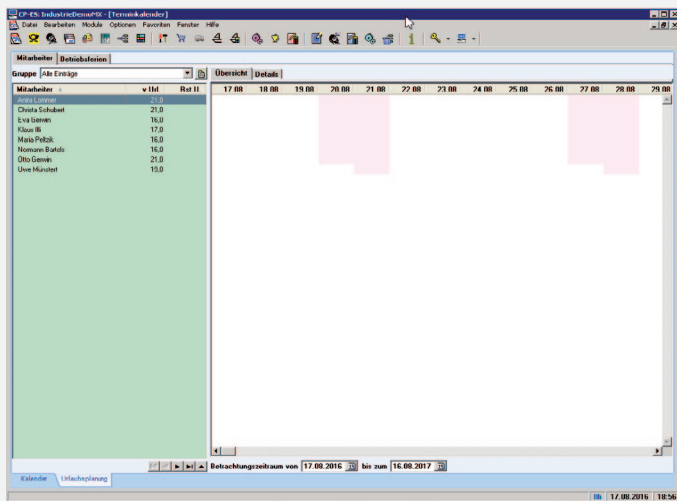 CP-ES: IndustrieDemoMX - [Terminkalender]
Datei Bearbeiten Module Optionen Favoriten Fenster Hilfe
Mitarbeiter Betriebsferien
Gruppe Alle Einträge
Übersicht Details
Mitarbeiter v Url Rst U.
17.08 18.08 19.08 20.08 21.08 22.08 23.08 24.08 25.08 26.08 27.08 28.08 29.08
Anita Lommer 21,0
Christa Schubert 21,0
Eva Gerwin 16,0
Klaus Illi 17,0
Maria Peltzik 16,0
Normann Bartels 16,0
Otto Gerwin 21,0
Uwe Münstert 19,0
Betrachtungszeitraum von 17.08.2016 bis zum 16.08.2017
Kalender Urlaubsplanung
17.08.2016 18:56